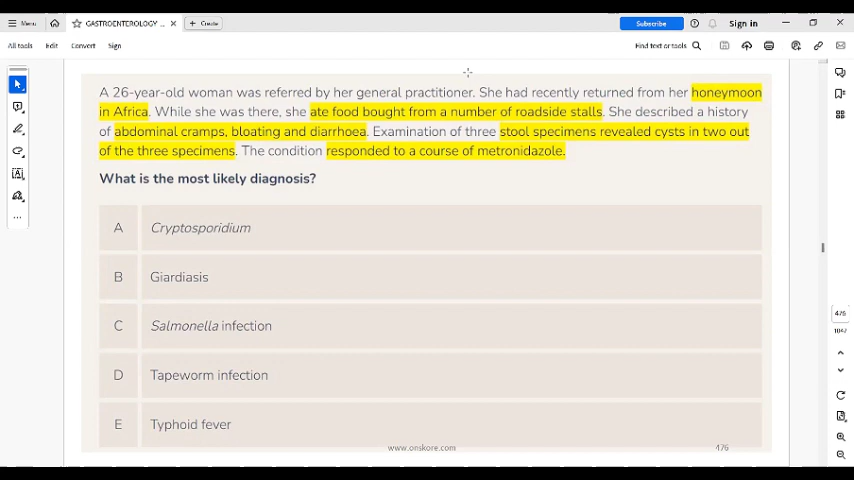 Menu
GASTROENTEROLOGY ...
Create
Subscribe
Sign in
All tools
Edit
Convert
Sign
Find text or tools
A 26-year-old woman was referred by her general practitioner. She had recently returned from her honeymoon
in Africa. While she was there, she ate food bought from a number of roadside stalls. She described a history
of abdominal cramps, bloating and diarrhoea. Examination of three stool specimens revealed cysts in two out
of the three specimens. The condition responded to a course of metronidazole.
What is the most likely diagnosis?
A Cryptosporidium
B Giardiasis
C Salmonella infection
D Tapeworm infection
E Typhoid fever
www.onskore.com
476
476